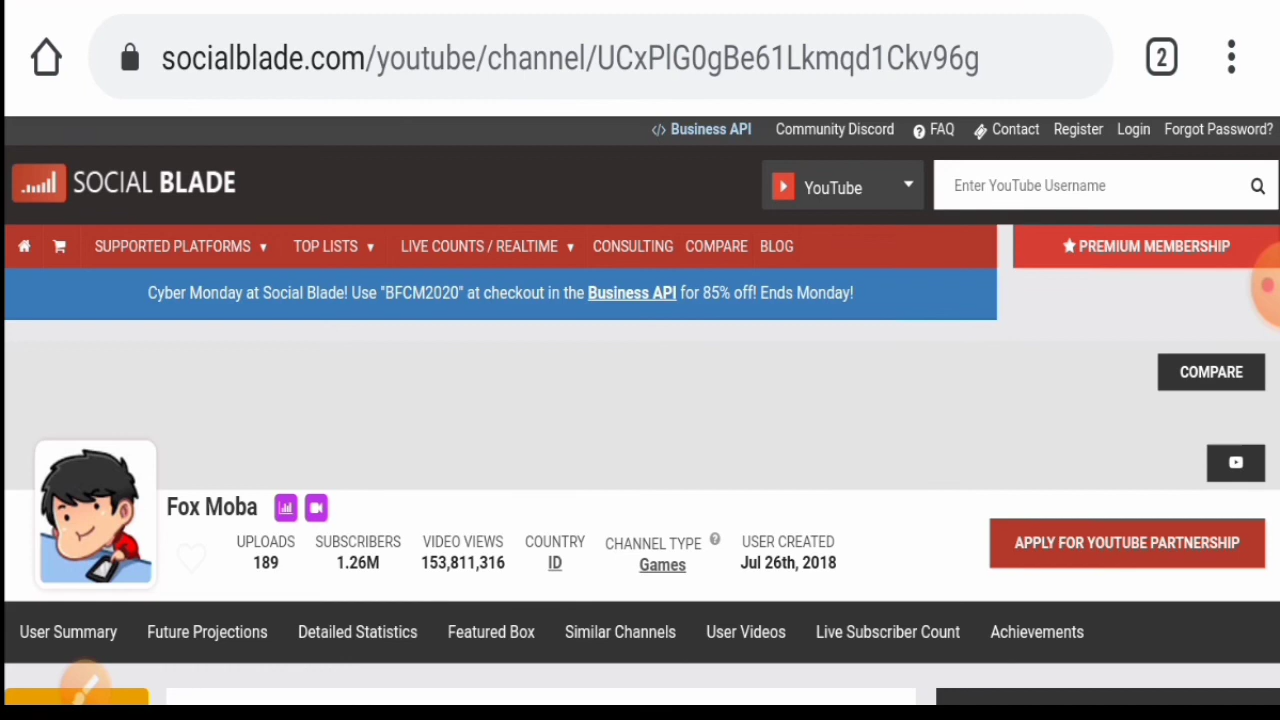 socialblade.com/youtube/channel/UCxPlG0gBe61Lkmqd1Ckv96g
2
Business API Community Discord FAQ Contact Register Login Forgot Password?
SOCIAL BLADE YouTube Enter YouTube Username
SUPPORTED PLATFORMS TOP LISTS LIVE COUNTS / REALTIME CONSULTING COMPARE BLOG PREMIUM MEMBERSHIP
Cyber Monday at Social Blade! Use "BFCM2020" at checkout in the Business API for 85% off! Ends Monday!
COMPARE
Fox Moba
UPLOADS SUBSCRIBERS VIDEO VIEWS COUNTRY CHANNEL TYPE USER CREATED
189 1.26M 153,811,316 ID Games Jul 26th, 2018
APPLY FOR YOUTUBE PARTNERSHIP
User Summary Future Projections Detailed Statistics Featured Box Similar Channels User Videos Live Subscriber Count Achievements